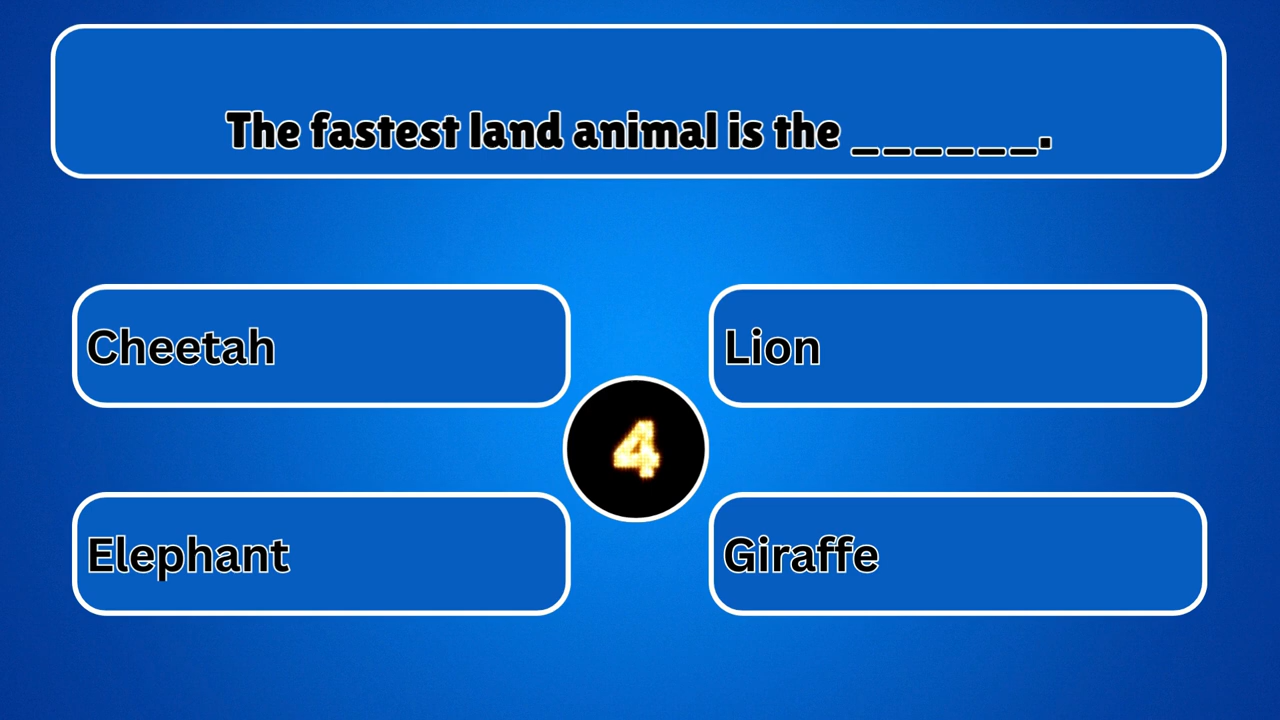 The fastest land animal is the ______.
Cheetah
Lion
4
Elephant
Giraffe